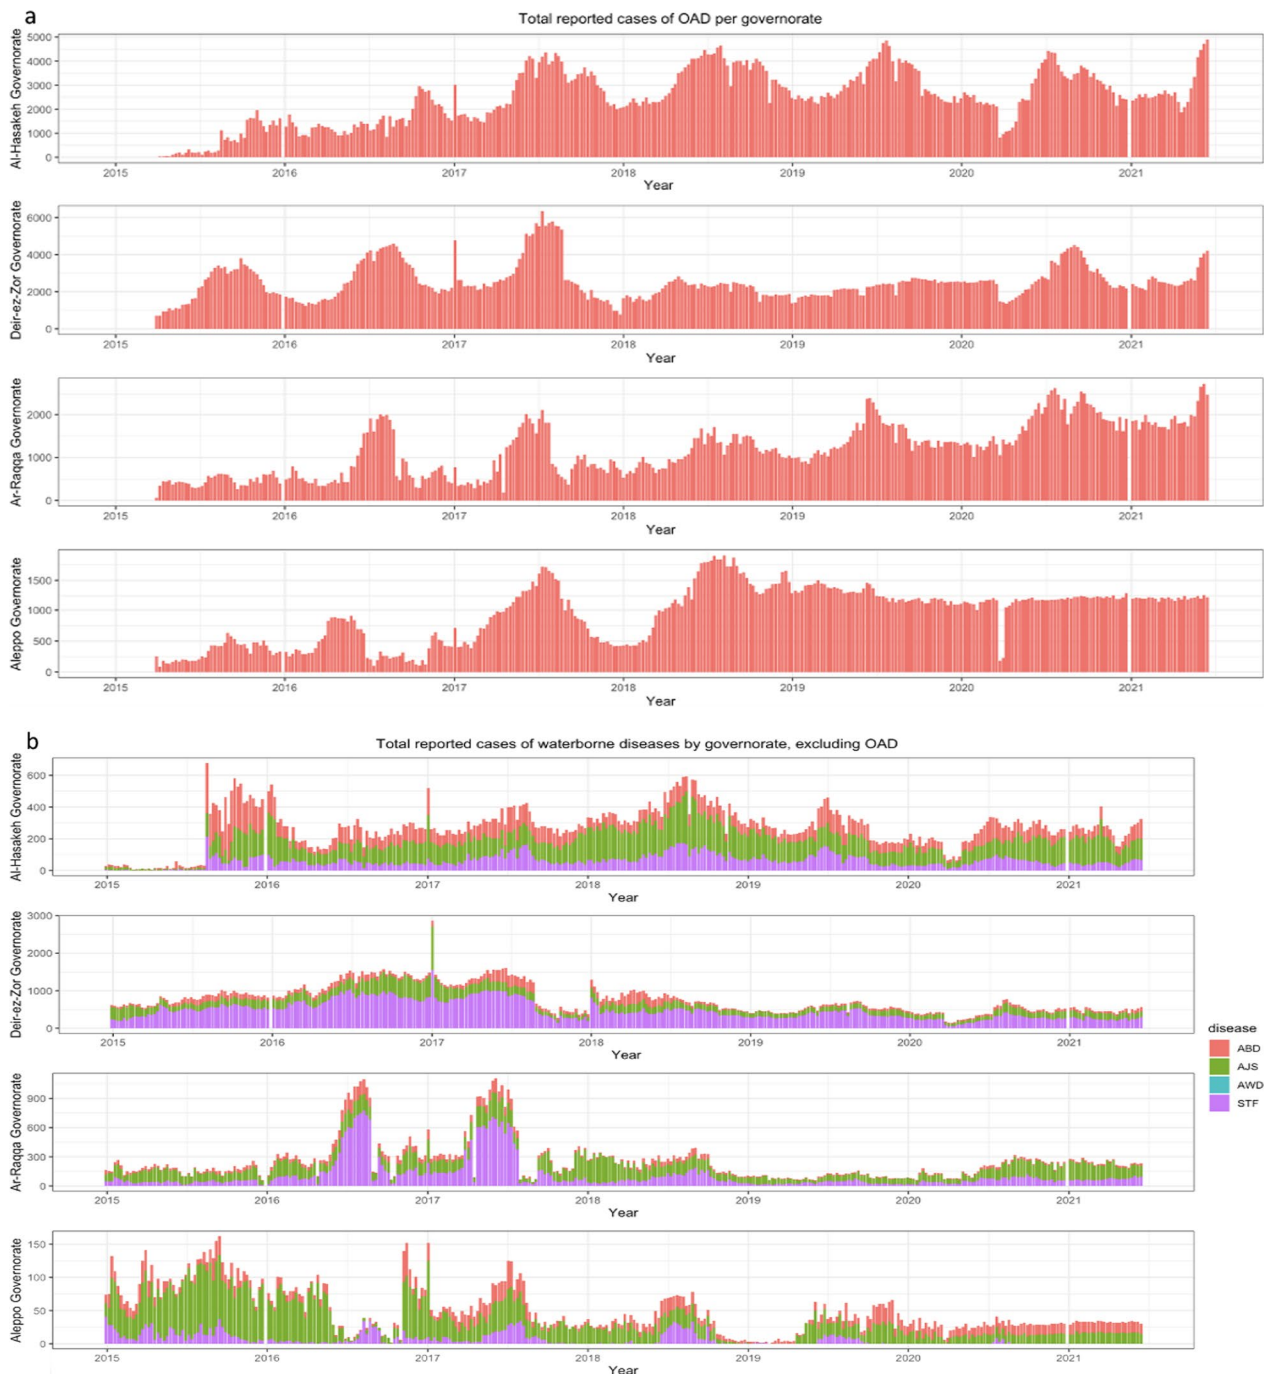 a
Total reported cases of OAD per governorate
Al-Hasakeh Governorate
5000
4000
3000
2000
1000
0
2015 2016 2017 2018 2019 2020 2021
Year
Deir-ez-Zor Governorate
6000
4000
2000
0
2015 2016 2017 2018 2019 2020 2021
Year
Ar-Raqqa Governorate
2000
1000
0
2015 2016 2017 2018 2019 2020 2021
Year
Aleppo Governorate
1500
1000
500
0
2015 2016 2017 2018 2019 2020 2021
Year
b
Total reported cases of waterborne diseases by governorate, excluding OAD
Al-Hasakeh Governorate
600
400
200
0
2015 2016 2017 2018 2019 2020 2021
Year
Deir-ez-Zor Governorate
3000
2000
1000
0
2015 2016 2017 2018 2019 2020 2021
Year
Ar-Raqqa Governorate
900
600
300
0
2015 2016 2017 2018 2019 2020 2021
Year
Aleppo Governorate
150
100
50
0
2015 2016 2017 2018 2019 2020 2021
Year
disease
ABD
AJS
AWD
STF